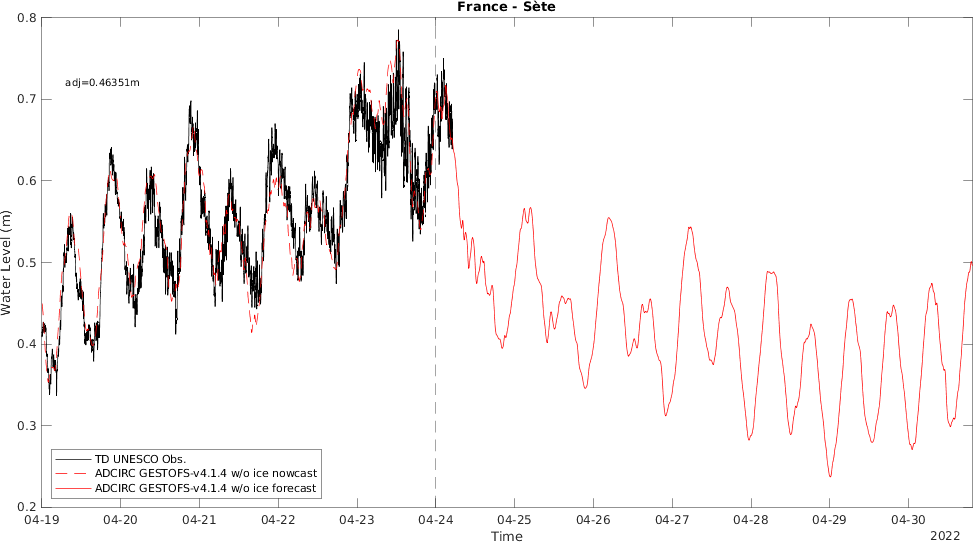 France - Sète
adj=0.46351m
Water Level (m)
0.8
0.7
0.6
0.5
0.4
0.3
0.2
TD UNESCO Obs.
ADCIRC GESTOFS-v4.1.4 w/o ice nowcast
ADCIRC GESTOFS-v4.1.4 w/o ice forecast
04-19 04-20 04-21 04-22 04-23 04-24 04-25 04-26 04-27 04-28 04-29 04-30
Time
2022